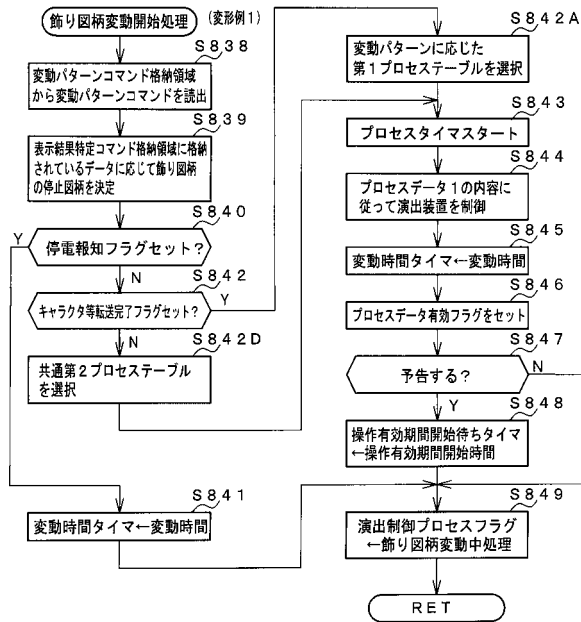 飾り図柄変動開始処理
(変形例1)
S838
変動パターンコマンド格納領域
から変動パターンコマンドを読出
S839
表示結果特定コマンド格納領域に格納
されているデータに応じて飾り図柄
の停止図柄を決定
S840
停電報知フラグセット?
Y
N
S842
キャラクタ等転送完了フラグセット?
Y
N
S842D
共通第2プロセステーブル
を選択
S841
変動時間タイマ←変動時間
S842A
変動パターンに応じた
第1プロセステーブルを選択
S843
プロセスタイマスタート
S844
プロセスデータ1の内容に
従って演出装置を制御
S845
変動時間タイマ←変動時間
S846
プロセスデータ有効フラグをセット
S847
予告する?
N
Y
S848
操作有効期間開始待ちタイマ
←操作有効期間開始時間
S849
演出制御プロセスフラグ
←飾り図柄変動中処理
RET